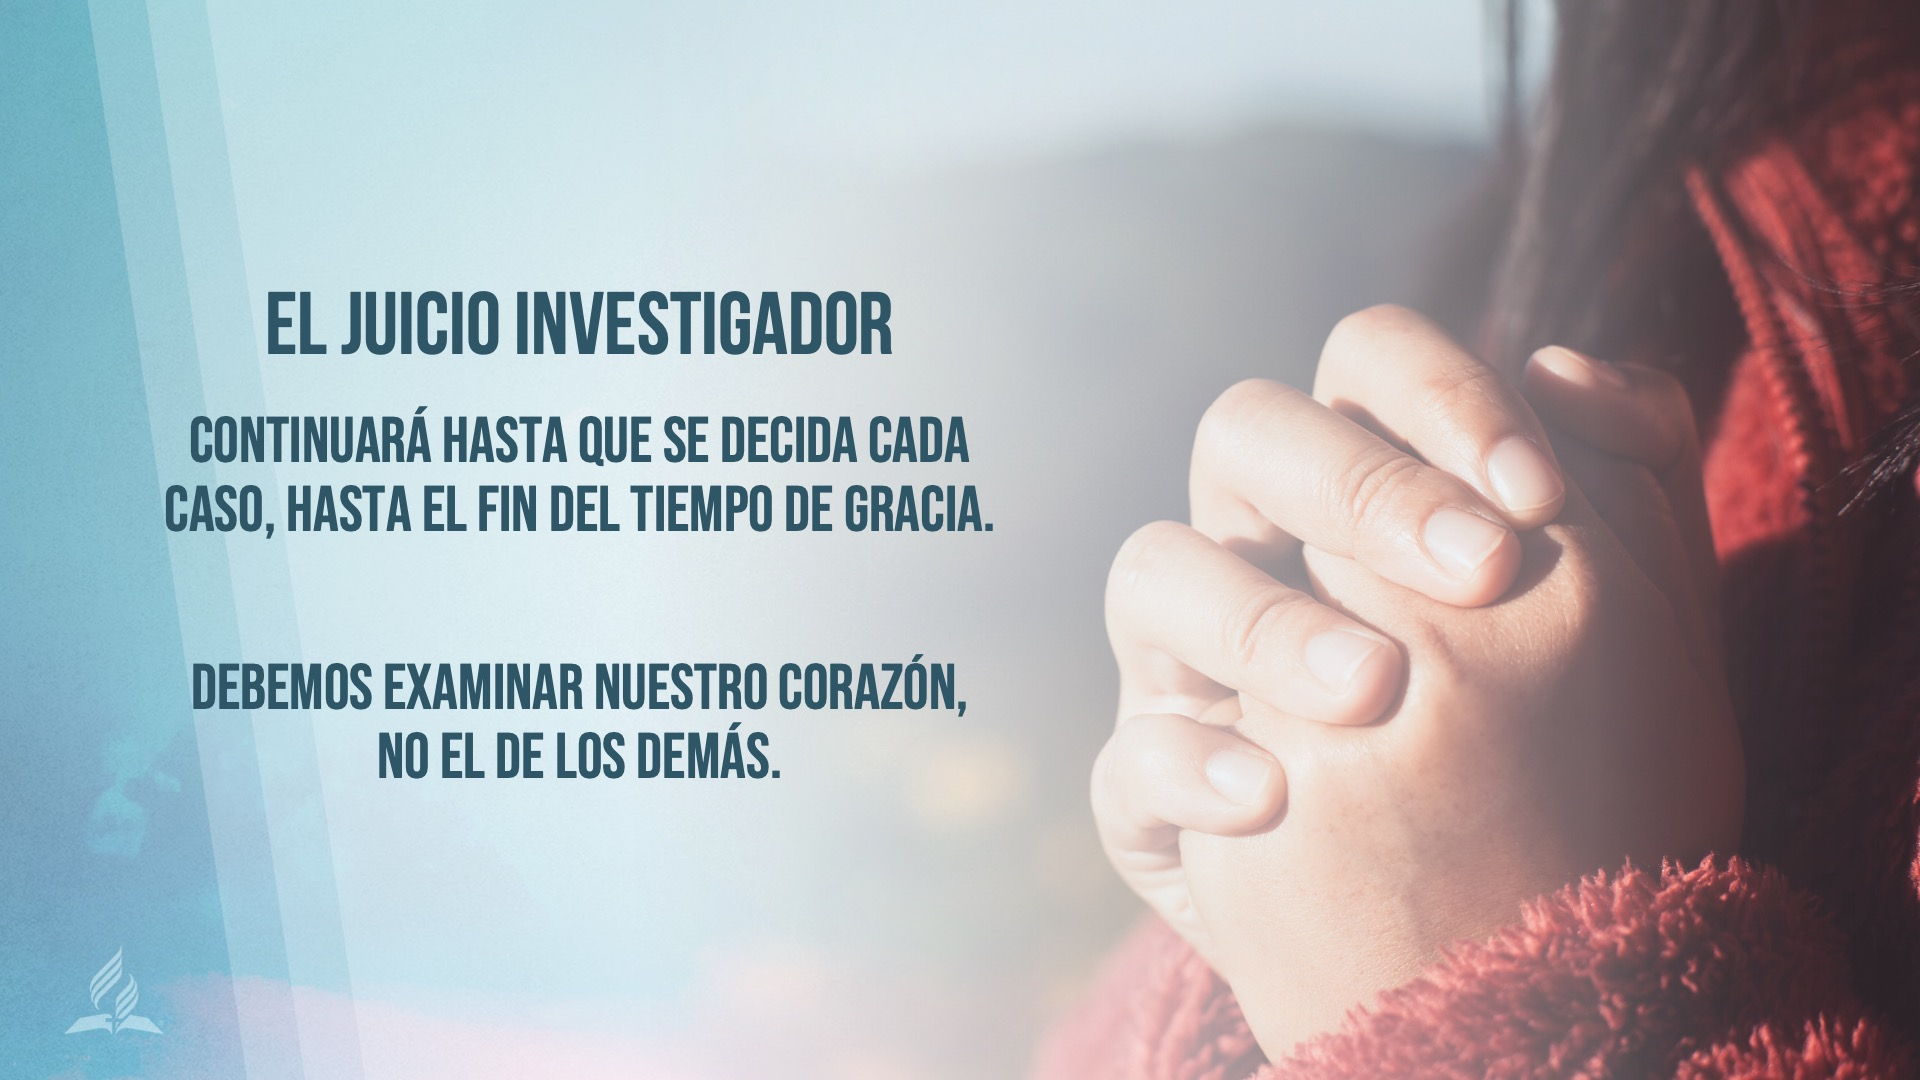 EL JUICIO INVESTIGADOR
CONTINUARÁ HASTA QUE SE DECIDA CADA
CASO, HASTA EL FIN DEL TIEMPO DE GRACIA.
DEBEMOS EXAMINAR NUESTRO CORAZÓN,
NO EL DE LOS DEMÁS.